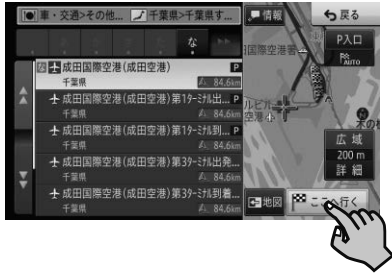 車・交通>その他... 千葉県>千葉県す...
情報
戻る
な
P入口
AUTO
な 成田国際空港(成田空港) P
千葉県 84.6km
成田国際空港(成田空港)第1ターミナル出... P
千葉県 84.6km
成田国際空港(成田空港)第1ターミナル到... P
千葉県 84.6km
成田国際空港(成田空港)第3ターミナル出発...
千葉県 84.6km
成田国際空港(成田空港)第3ターミナル到着...
千葉県 84.6km
広域
200 m
詳細
地図
ここへ行く